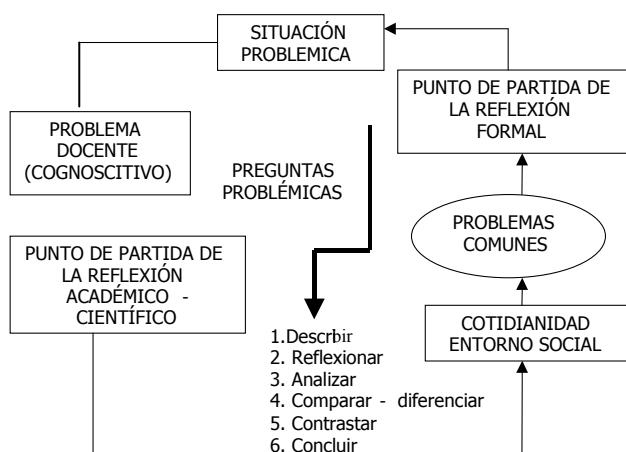 SITUACIÓN
PROBLEMICA
PUNTO DE PARTIDA DE
LA REFLEXIÓN
FORMAL
PROBLEMA
DOCENTE
(COGNOSCITIVO)
PREGUNTAS
PROBLÉMICAS
PROBLEMAS
COMUNES
PUNTO DE PARTIDA DE
LA REFLEXIÓN
ACADÉMICO -
CIENTÍFICO
COTIDIANIDAD
ENTORNO SOCIAL
1.Descrbir
2. Reflexionar
3. Analizar
4. Comparar - diferenciar
5. Contrastar
6. Concluir